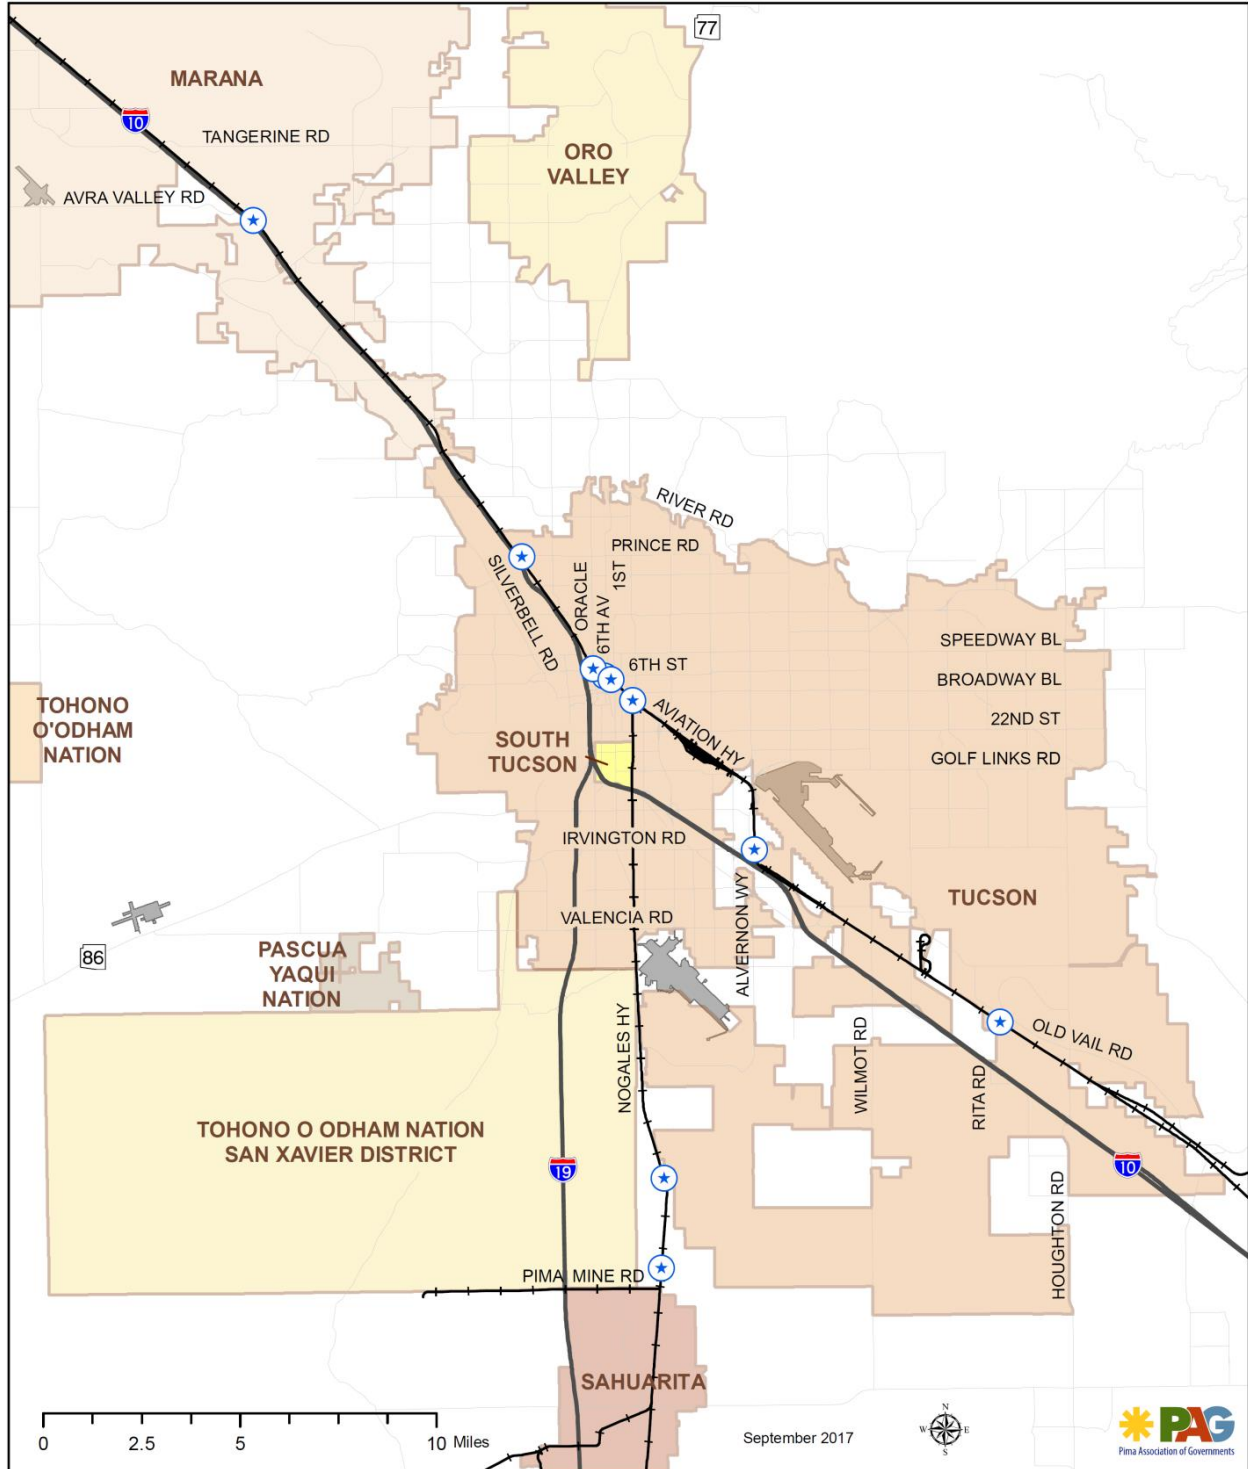 77
MARANA
10
TANGERINE RD
ORO
VALLEY
AVRA VALLEY RD
RIVER RD
PRINCE RD
SILVERBELL RD
ORACLE
6TH AV
1ST
SPEEDWAY BL
6TH ST
BROADWAY BL
TOHONO
O'ODHAM
NATION
AVIATION HY
22ND ST
SOUTH
TUCSON
GOLF LINKS RD
IRVINGTON RD
TUCSON
VALENCIA RD
ALVERNON WY
86
PASCUA
YAQUI
NATION
NOGALES HY
WILMOT RD
RITA RD
OLD VAIL RD
TOHONO O ODHAM NATION
SAN XAVIER DISTRICT
19
10
HOUGHTON RD
PIMA MINE RD
SAHUARITA
0 2.5 5 10 Miles
September 2017
N
W E
S
PAG
Pima Association of Governments